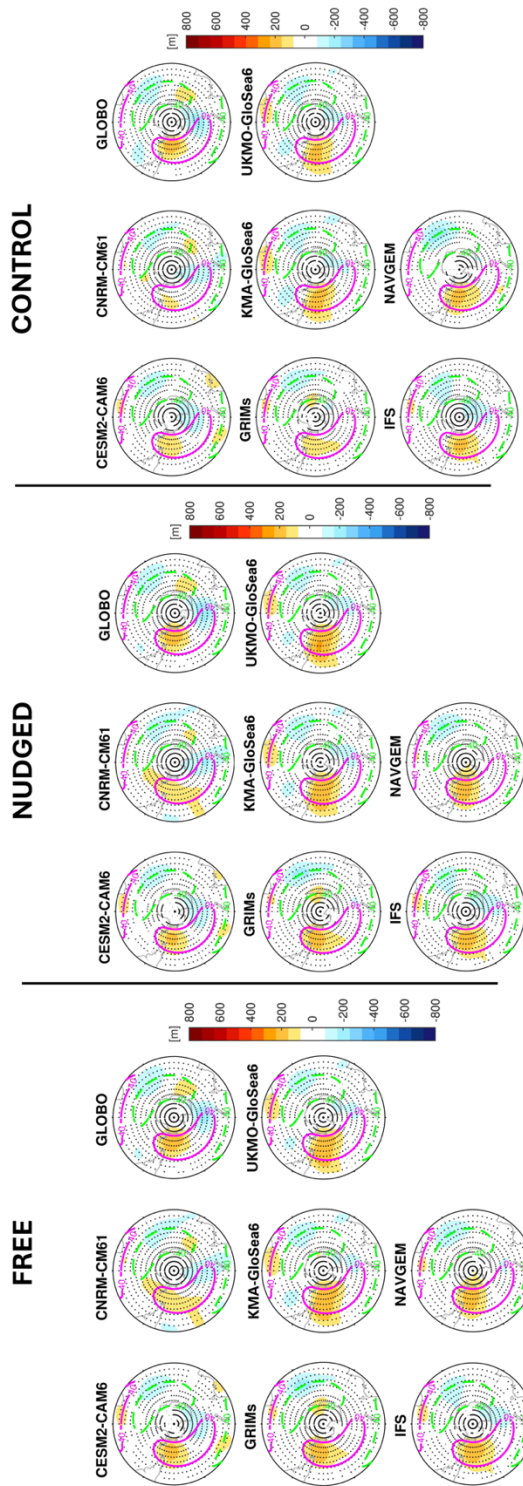 FREE
CESM2-CAM6
CNRM-CM61
GLOBO
GRIMs
KMA-GloSea6
UKMO-GloSea6
IFS
NAVGEM
[m]
800
600
400
200
0
-200
-400
-600
-800
NUDGED
CESM2-CAM6
CNRM-CM61
GLOBO
GRIMs
KMA-GloSea6
UKMO-GloSea6
IFS
NAVGEM
[m]
800
600
400
200
0
-200
-400
-600
-800
CONTROL
CESM2-CAM6
CNRM-CM61
GLOBO
GRIMs
KMA-GloSea6
UKMO-GloSea6
IFS
NAVGEM
[m]
800
600
400
200
0
-200
-400
-600
-800